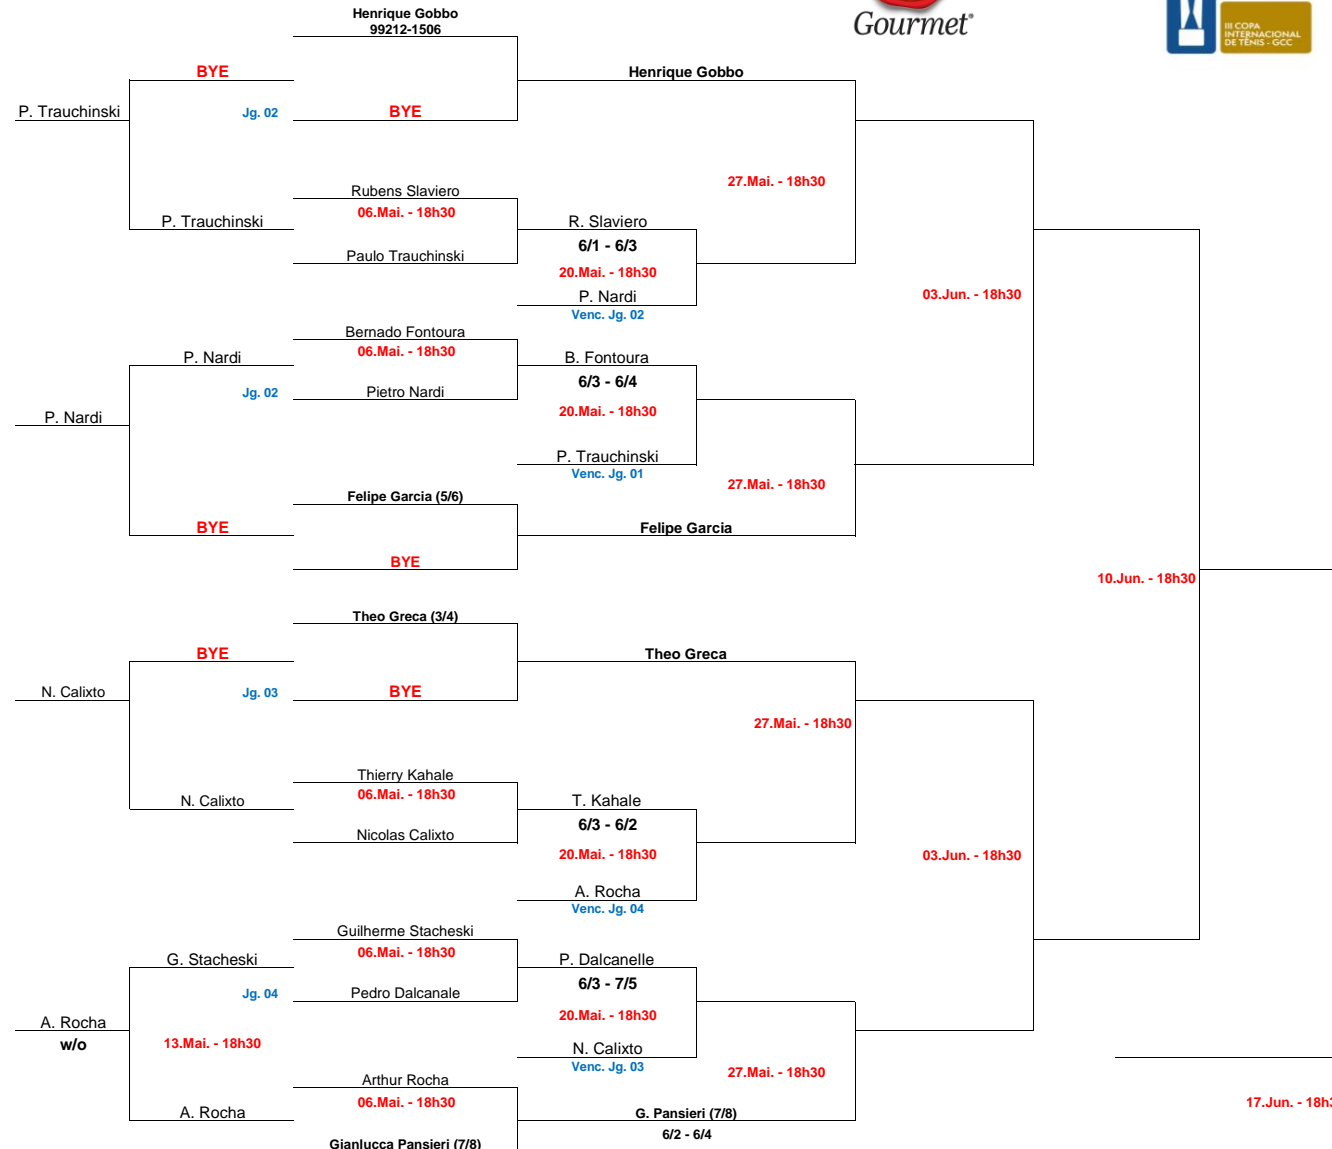 Henrique Gobbo
99212-1506
Gourmet®
III COPA
INTERNACIONAL
DE TÊNIS - GCC
BYE
Henrique Gobbo
P. Trauchinski
Jg. 02
BYE
27.Mai. - 18h30
Rubens Slaviero
06.Mai. - 18h30
P. Trauchinski
R. Slaviero
6/1 - 6/3
Paulo Trauchinski
20.Mai. - 18h30
P. Nardi
03.Jun. - 18h30
Venc. Jg. 02
Bernado Fontoura
06.Mai. - 18h30
P. Nardi
B. Fontoura
6/3 - 6/4
Jg. 02
Pietro Nardi
20.Mai. - 18h30
P. Nardi
P. Trauchinski
Venc. Jg. 01
27.Mai. - 18h30
Felipe Garcia (5/6)
BYE
Felipe Garcia
BYE
10.Jun. - 18h30
Theo Greca (3/4)
BYE
Theo Greca
N. Calixto
Jg. 03
BYE
27.Mai. - 18h30
Thierry Kahale
06.Mai. - 18h30
N. Calixto
T. Kahale
6/3 - 6/2
Nicolas Calixto
20.Mai. - 18h30
03.Jun. - 18h30
A. Rocha
Venc. Jg. 04
Guilherme Stacheski
06.Mai. - 18h30
G. Stacheski
P. Dalcanelle
6/3 - 7/5
Jg. 04
Pedro Dalcanale
20.Mai. - 18h30
A. Rocha
w/o
13.Mai. - 18h30
N. Calixto
Venc. Jg. 03
27.Mai. - 18h30
Arthur Rocha
06.Mai. - 18h30
17.Jun. - 18h3
A. Rocha
G. Pansieri (7/8)
6/2 - 6/4
Gianlucca Pansieri (7/8)